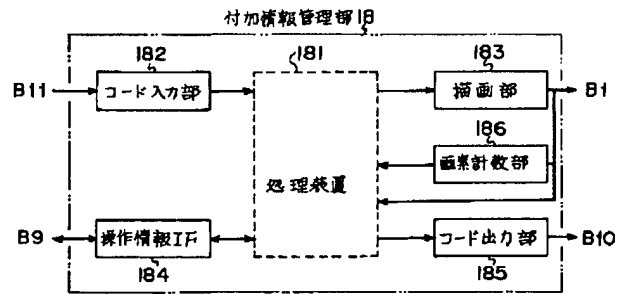 付加情報管理部18
182
181
183
B11
コード入力部
描画部
B1
186
画素計数部
処理装置
B9
操作情報IF
コード出力部
B10
184
185